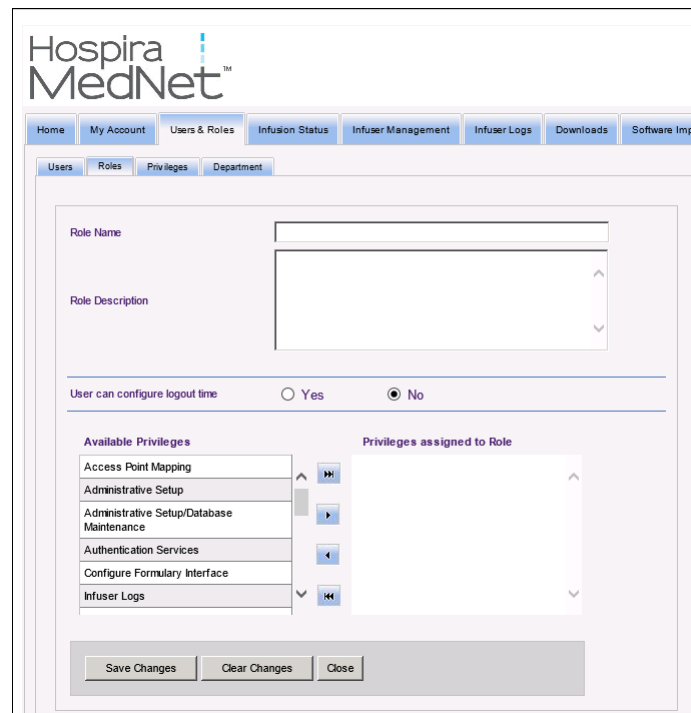 Hospira
MedNet™
Home My Account Users & Roles Infusion Status Infuser Management Infuser Logs Downloads Software Imp
Users Roles Privileges Department
Role Name
Role Description
User can configure logout time Yes No
Available Privileges Privileges assigned to Role
Access Point Mapping
Administrative Setup
Administrative Setup/Database
Maintenance
Authentication Services
Configure Formulary Interface
Infuser Logs
Save Changes Clear Changes Close